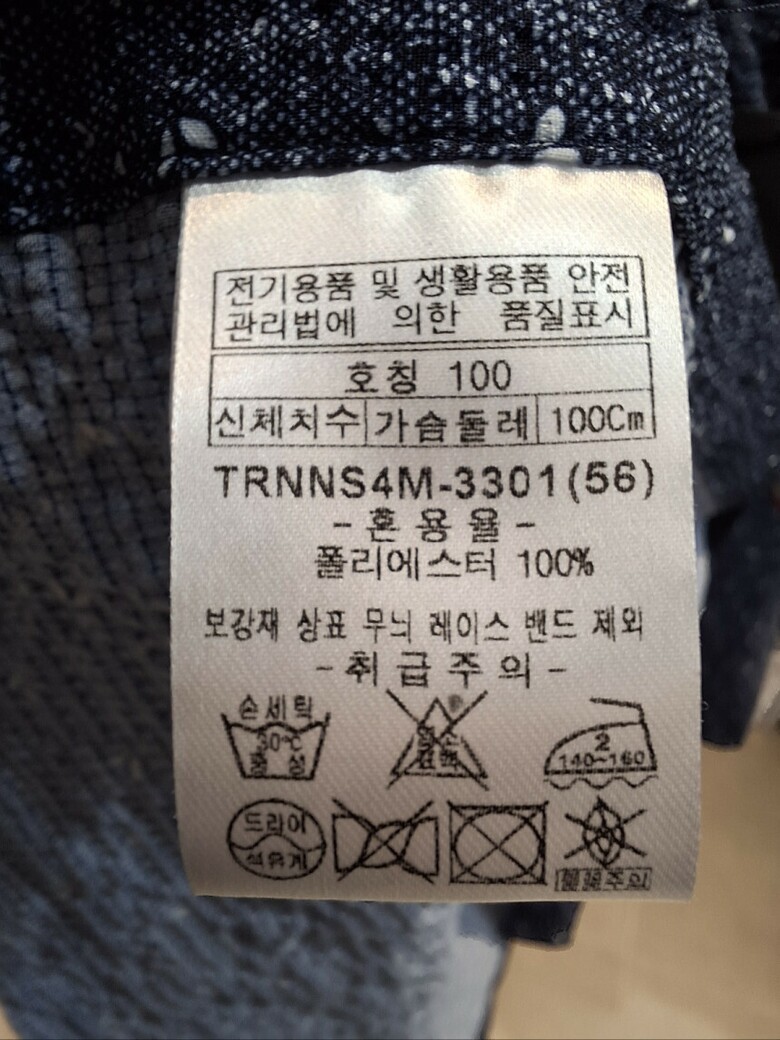 전기용품 및 생활용품 안전
관리법에 의한 품질표시
호칭 100
신체치수 가슴둘레 100Cm
TRNNS4M-3301(56)
-혼용율-
폴리에스터 100%
보강재 상표 무늬 레이스 밴드 제외
-취급주의-
손세탁
30℃
중성
염소
표백
2
140~160
드라이
석유계